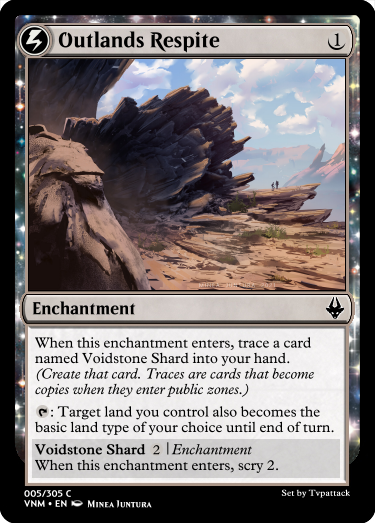 Outlands Respite 1
Enchantment
When this enchantment enters, trace a card
named Voidstone Shard into your hand.
(Create that card. Traces are cards that become
copies when they enter public zones.)
: Target land you control also becomes the
basic land type of your choice until end of turn.
Voidstone Shard 2 | Enchantment
When this enchantment enters, scry 2.
005/305 C
VNM • EN Minea Juntura
Set by Tvpattack